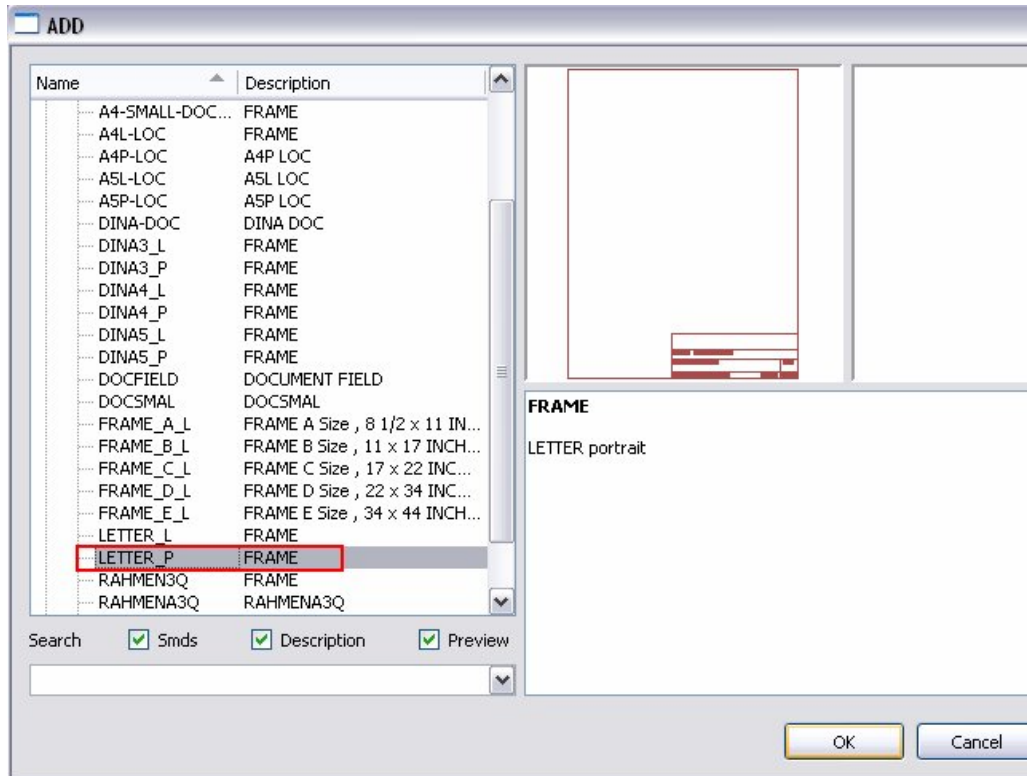 ADD
Name Description
A4-SMALL-DOC... FRAME
A4L-LOC FRAME
A4P-LOC A4P LOC
A5L-LOC A5L LOC
A5P-LOC A5P LOC
DINA-DOC DINA DOC
DINA3_L FRAME
DINA3_P FRAME
DINA4_L FRAME
DINA4_P FRAME
DINA5_L FRAME
DINA5_P FRAME
DOCFIELD DOCUMENT FIELD
DOCSMAL DOCSMAL
FRAME_A_L FRAME A Size , 8 1/2 x 11 IN...
FRAME_B_L FRAME B Size , 11 x 17 INCH...
FRAME_C_L FRAME C Size , 17 x 22 INC...
FRAME_D_L FRAME D Size , 22 x 34 INC...
FRAME_E_L FRAME E Size , 34 x 44 INCH...
LETTER_L FRAME
LETTER_P FRAME
RAHMEN3Q FRAME
RAHMENA3Q RAHMENA3Q
Search Smds Description Preview
FRAME
LETTER portrait
OK Cancel